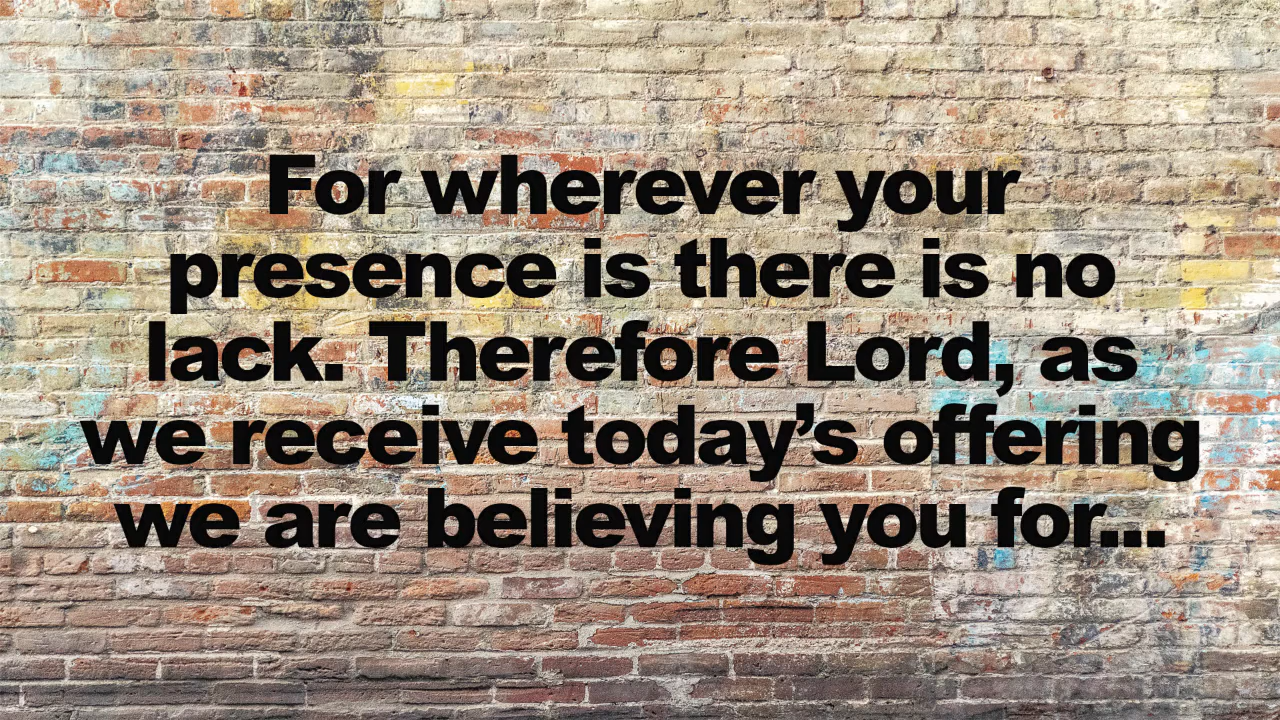 For wherever your
presence is there is no
lack. Therefore Lord, as
we receive today’s offering
we are believing you for...